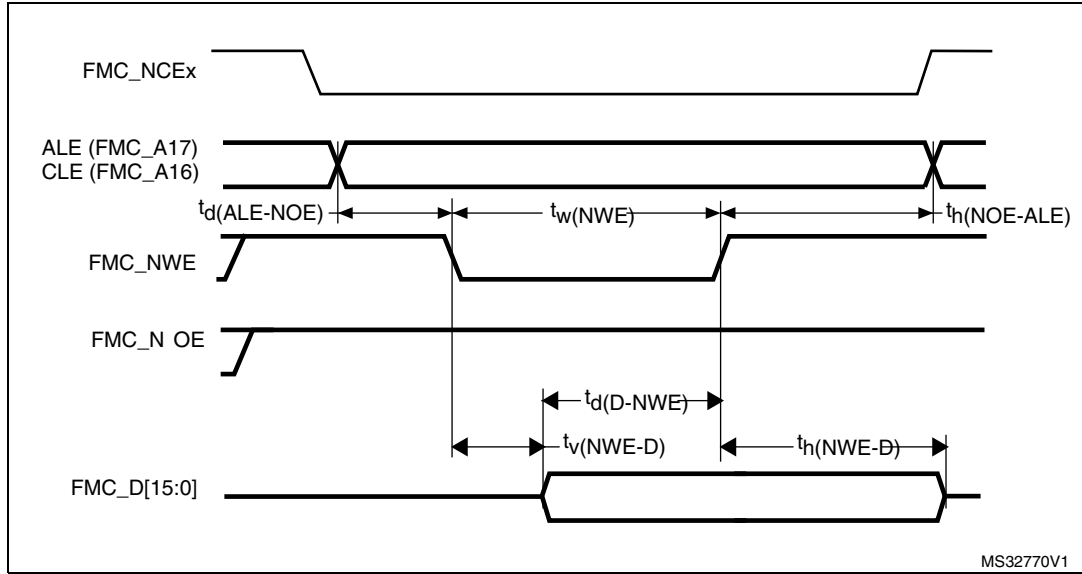 FMC_NCEx
ALE (FMC_A17)
CLE (FMC_A16)
td(ALE-NOE)
tw(NWE)
th(NOE-ALE)
FMC_NWE
FMC_N OE
td(D-NWE)
tv(NWE-D)
th(NWE-D)
FMC_D[15:0]
MS32770V1